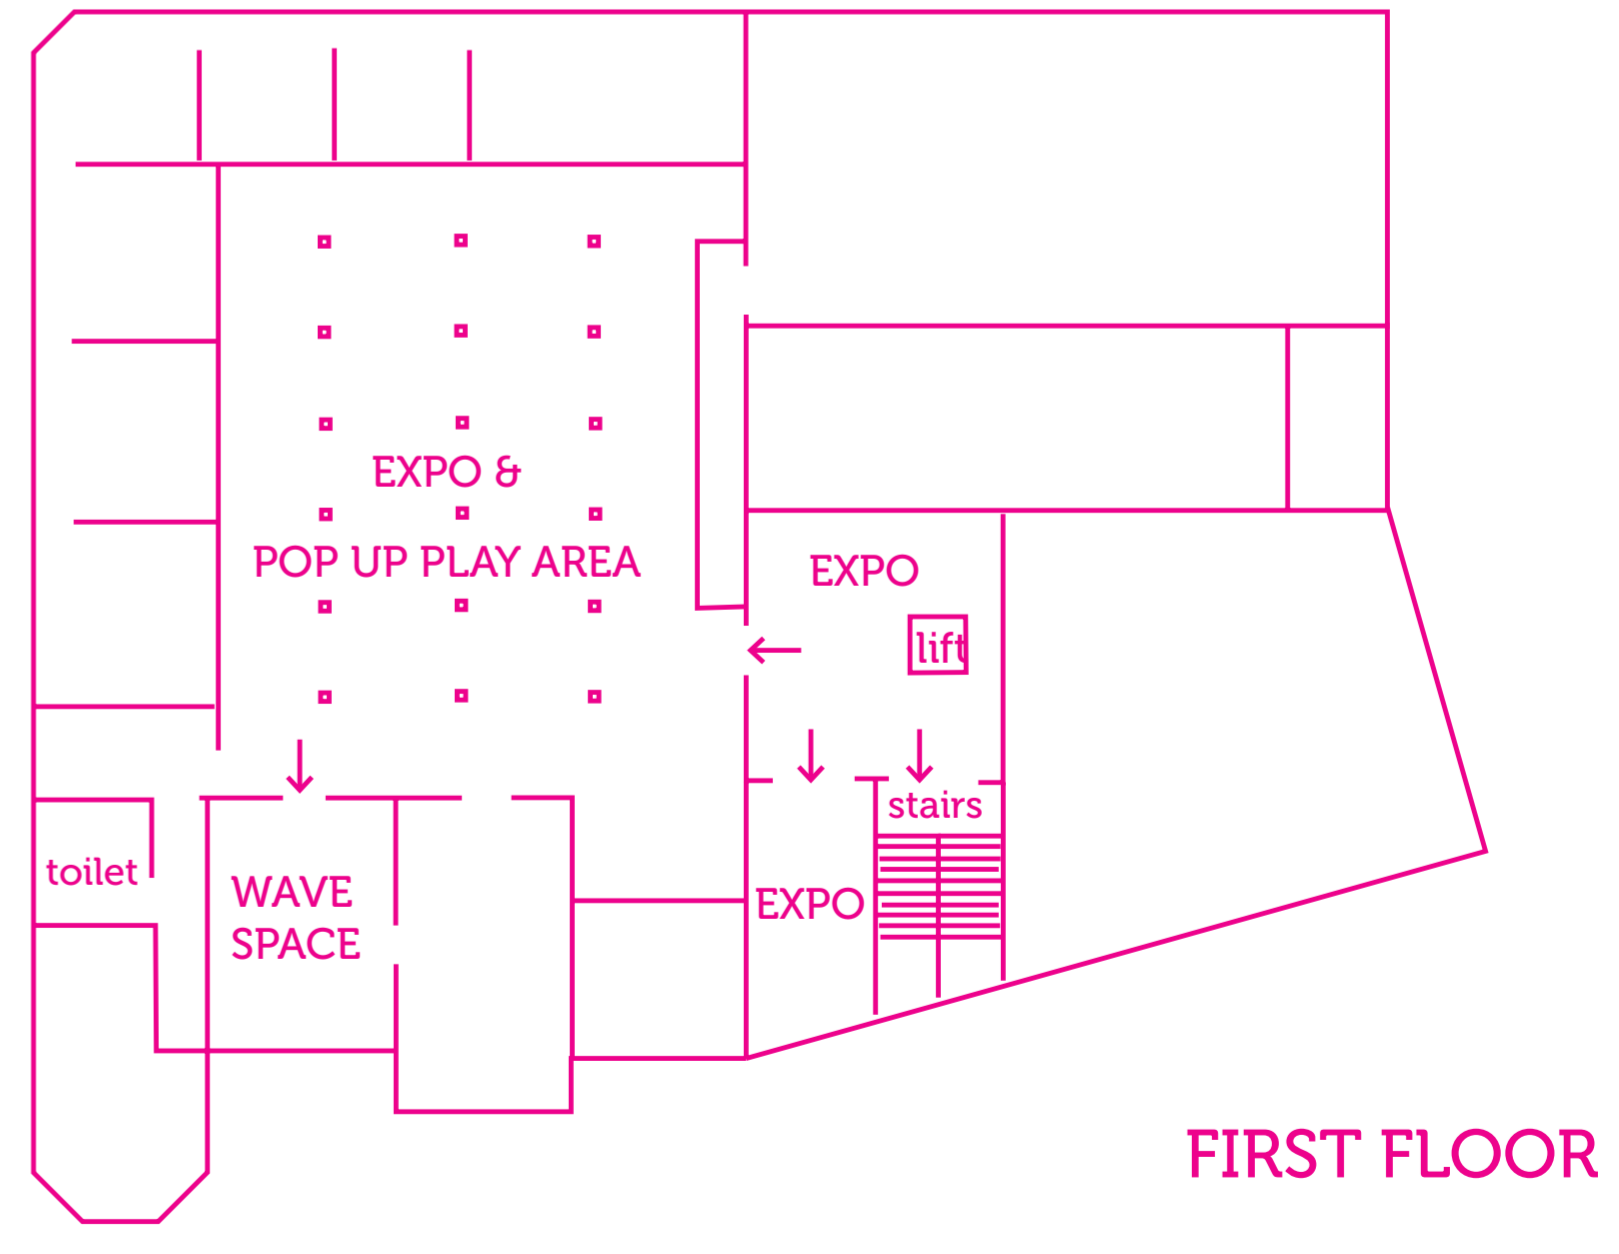 EXPO &
POP UP PLAY AREA
EXPO
lift
stairs
toilet
WAVE
SPACE
EXPO
FIRST FLOOR